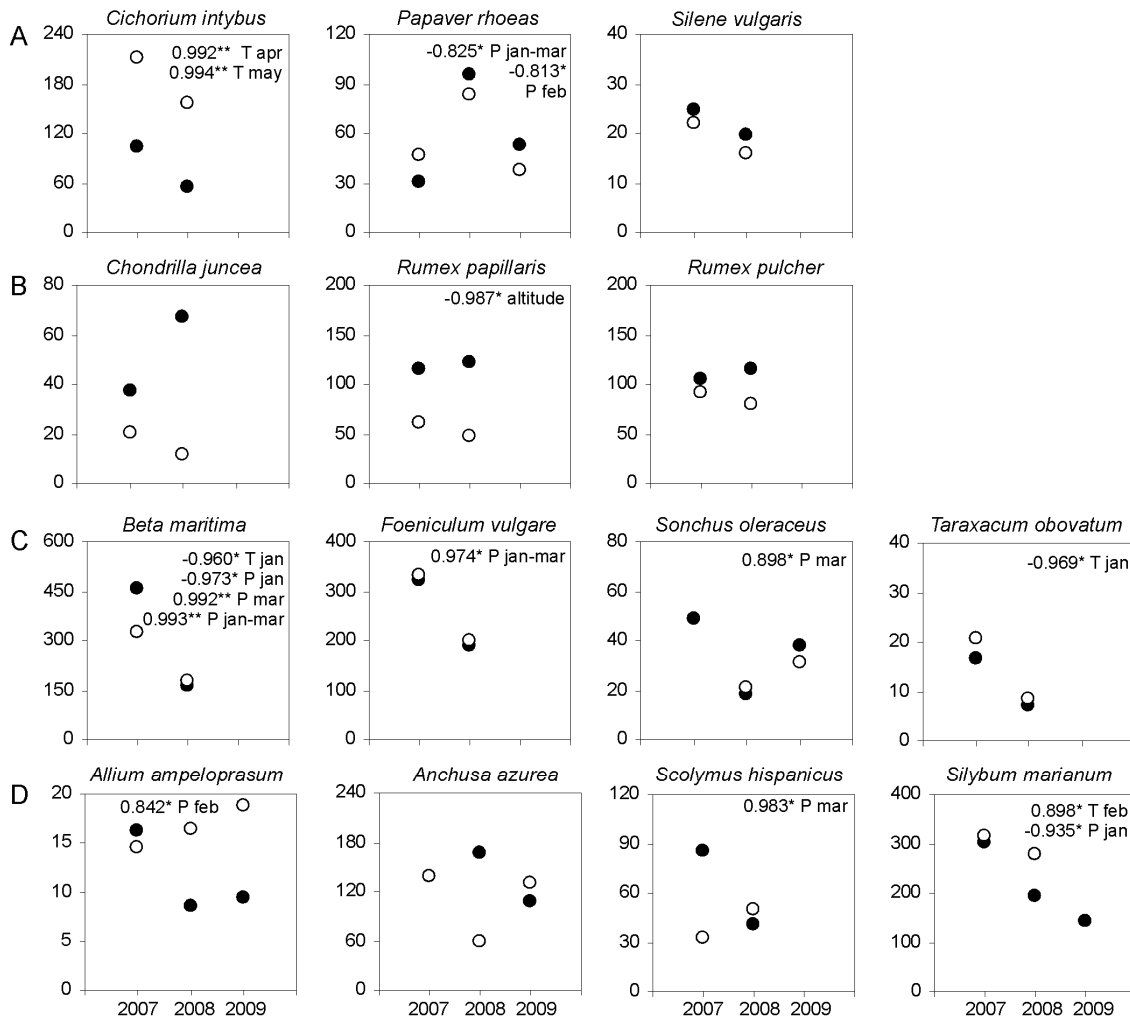 A
Cichorium intybus
240
180
120
60
0
0.992** T apr
0.994** T may
Papaver rhoeas
120
90
60
30
0
-0.825* P jan-mar
-0.813*
P feb
Silene vulgaris
40
30
20
10
0
B
Chondrilla juncea
80
60
40
20
0
Rumex papillaris
200
150
100
50
0
-0.987* altitude
Rumex pulcher
200
150
100
50
0
C
Beta maritima
600
450
300
150
0
-0.960* T jan
-0.973* P jan
0.992** P mar
0.993** P jan-mar
Foeniculum vulgare
400
300
200
100
0
0.974* P jan-mar
Sonchus oleraceus
80
60
40
20
0
0.898* P mar
Taraxacum obovatum
40
20
10
0
-0.969* T jan
D
Allium ampeloprasum
20
15
10
5
0
0.842* P feb
2007 2008 2009
Anchusa azurea
240
180
120
60
0
2007 2008 2009
Scolymus hispanicus
120
90
60
30
0
0.983* P mar
2007 2008 2009
Silybum marianum
400
300
200
100
0
0.898* T feb
-0.935* P jan
2007 2008 2009